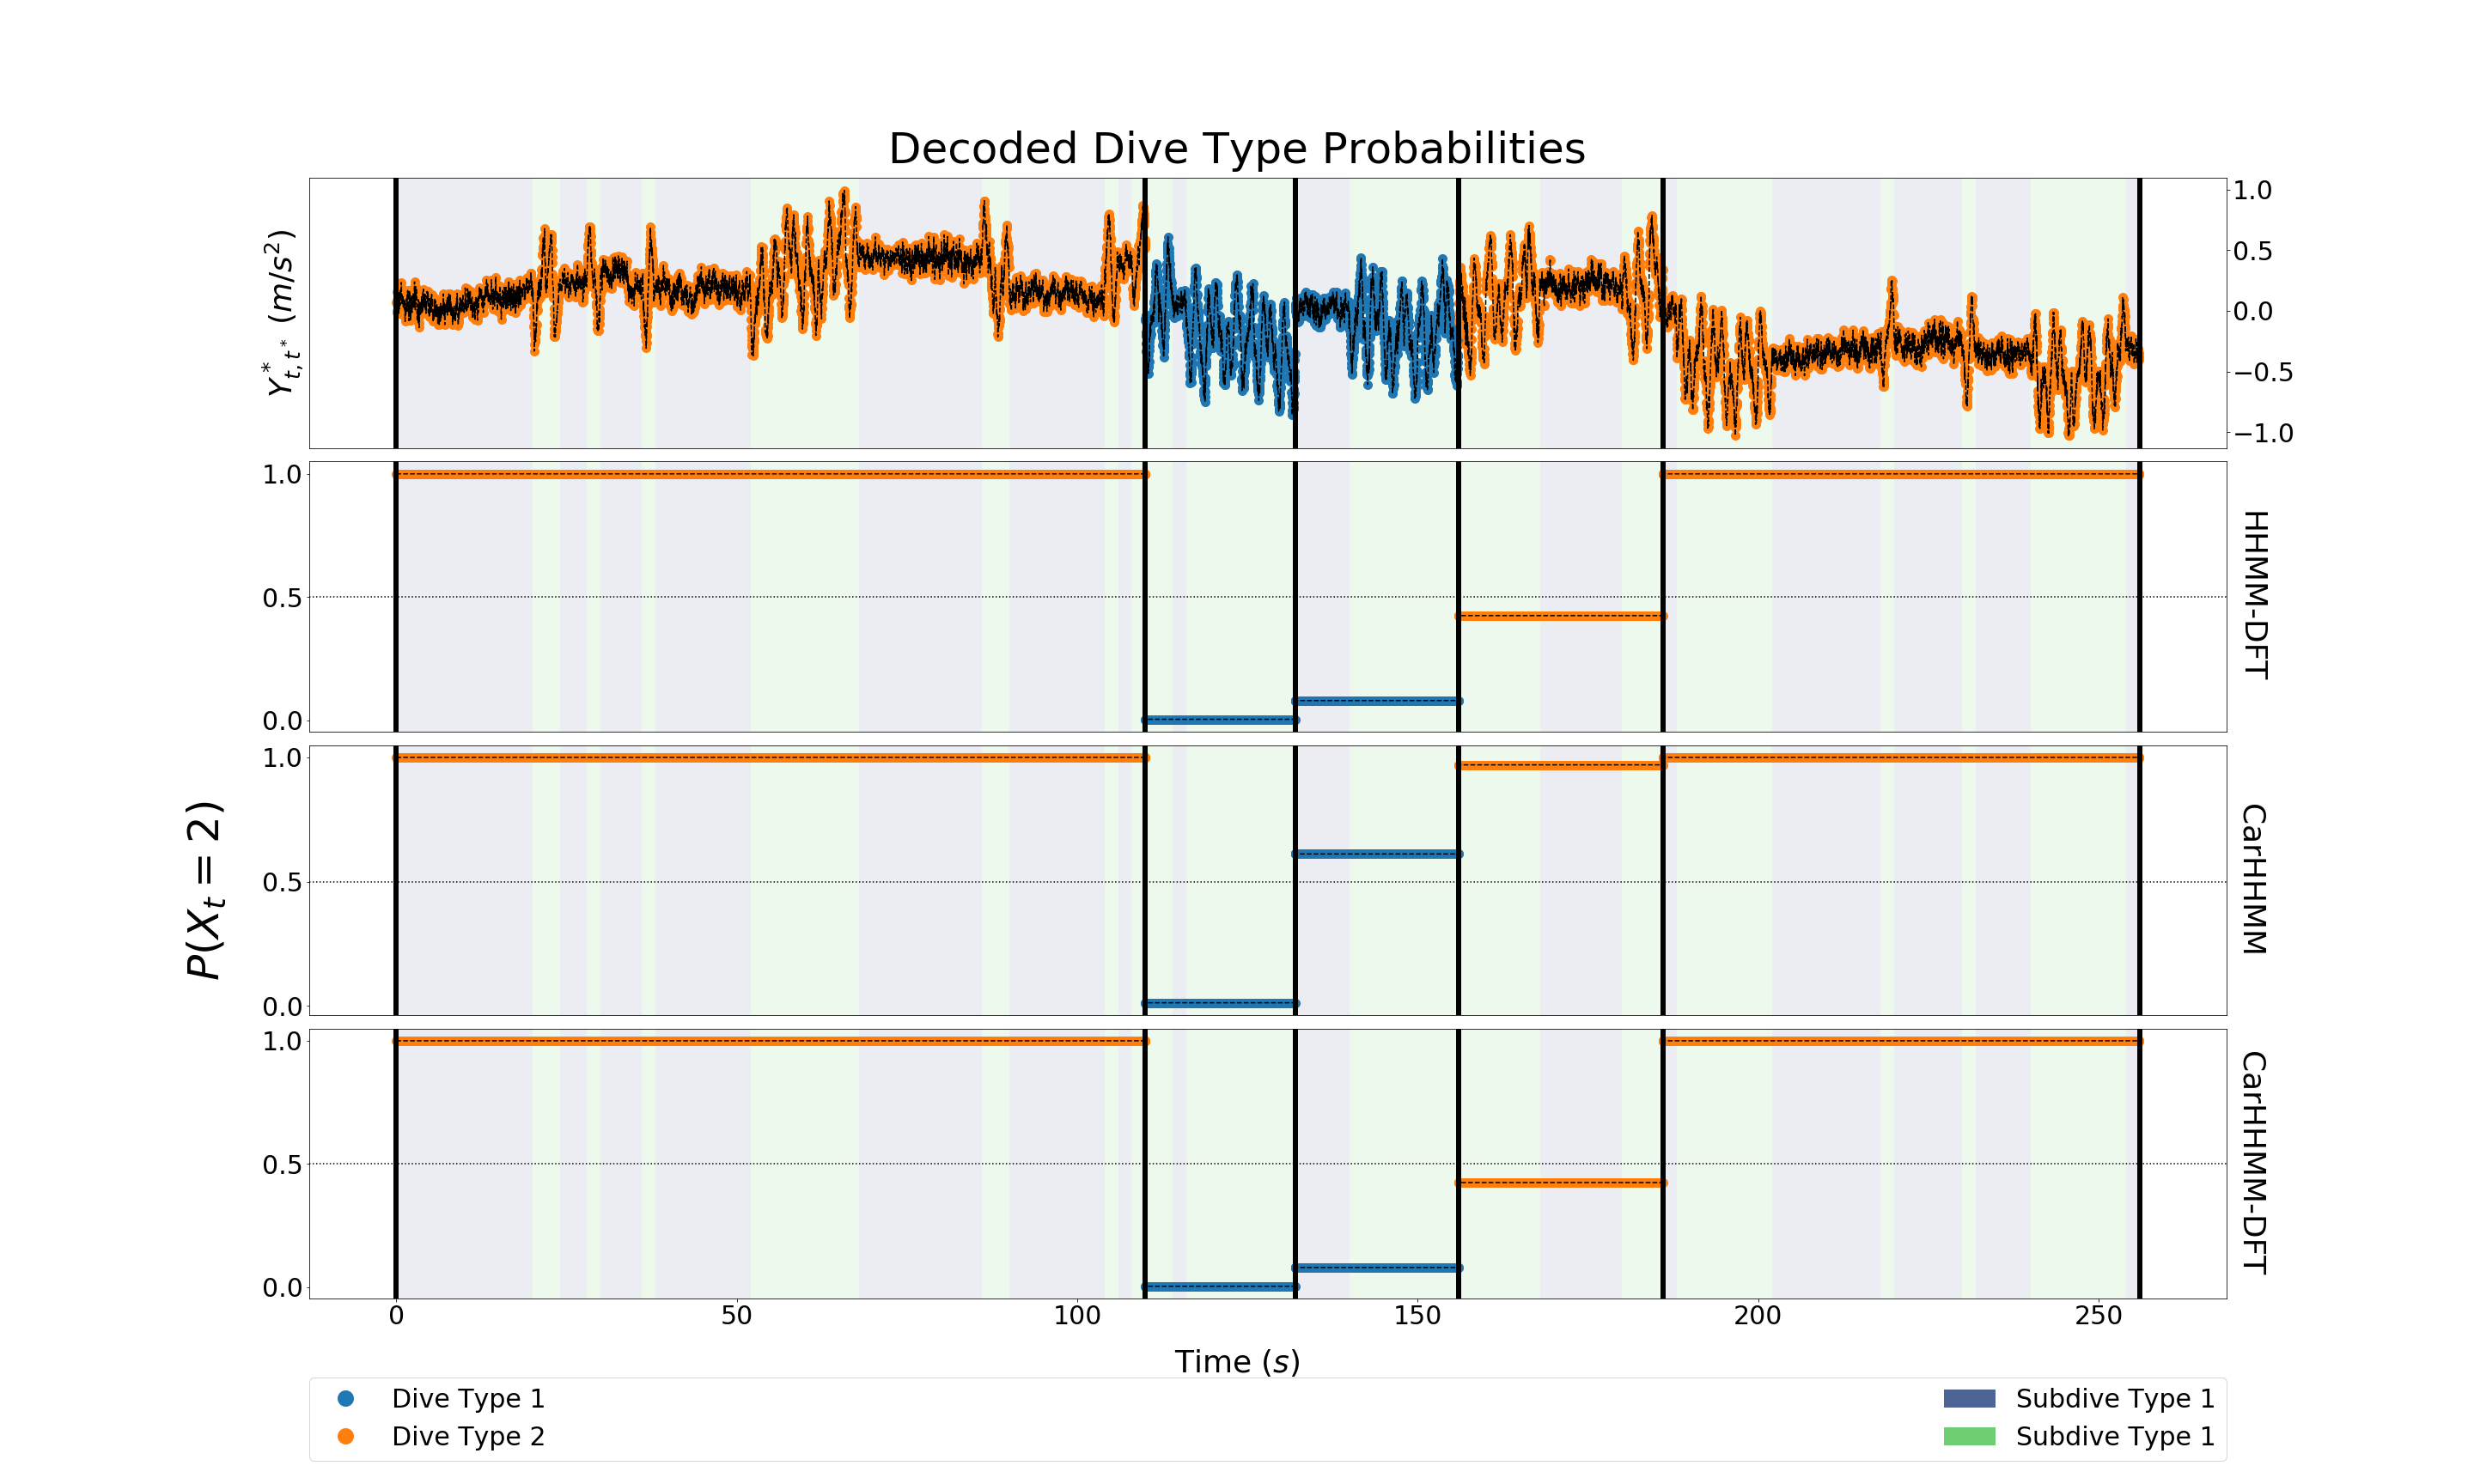 Decoded Dive Type Probabilities
Y*t,t* (m/s²)
1.0
0.5
0.0
−0.5
−1.0
1.0
0.5
0.0
HHMM-DFT
P(Xt = 2)
1.0
0.5
0.0
CarHHMM
1.0
0.5
0.0
CarHHMM-DFT
0 50 100 150 200 250
Time (s)
Dive Type 1
Dive Type 2
Subdive Type 1
Subdive Type 1